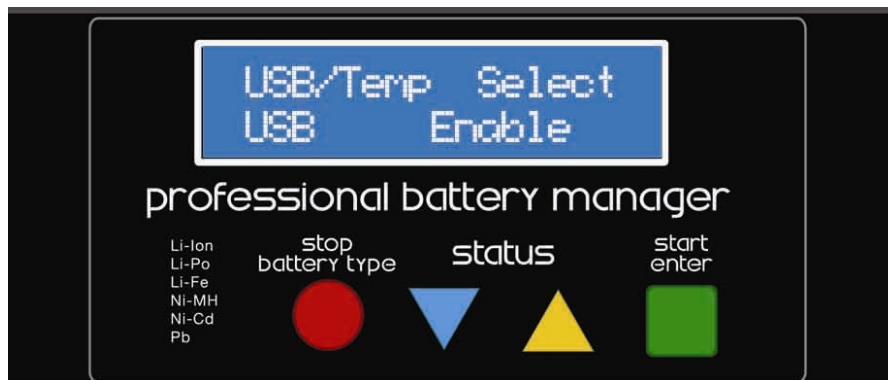 USB/Temp Select
USB Enable
professional battery manager
Li-Ion
Li-Po
Li-Fe
Ni-MH
Ni-Cd
Pb
stop
battery type
status
start
enter